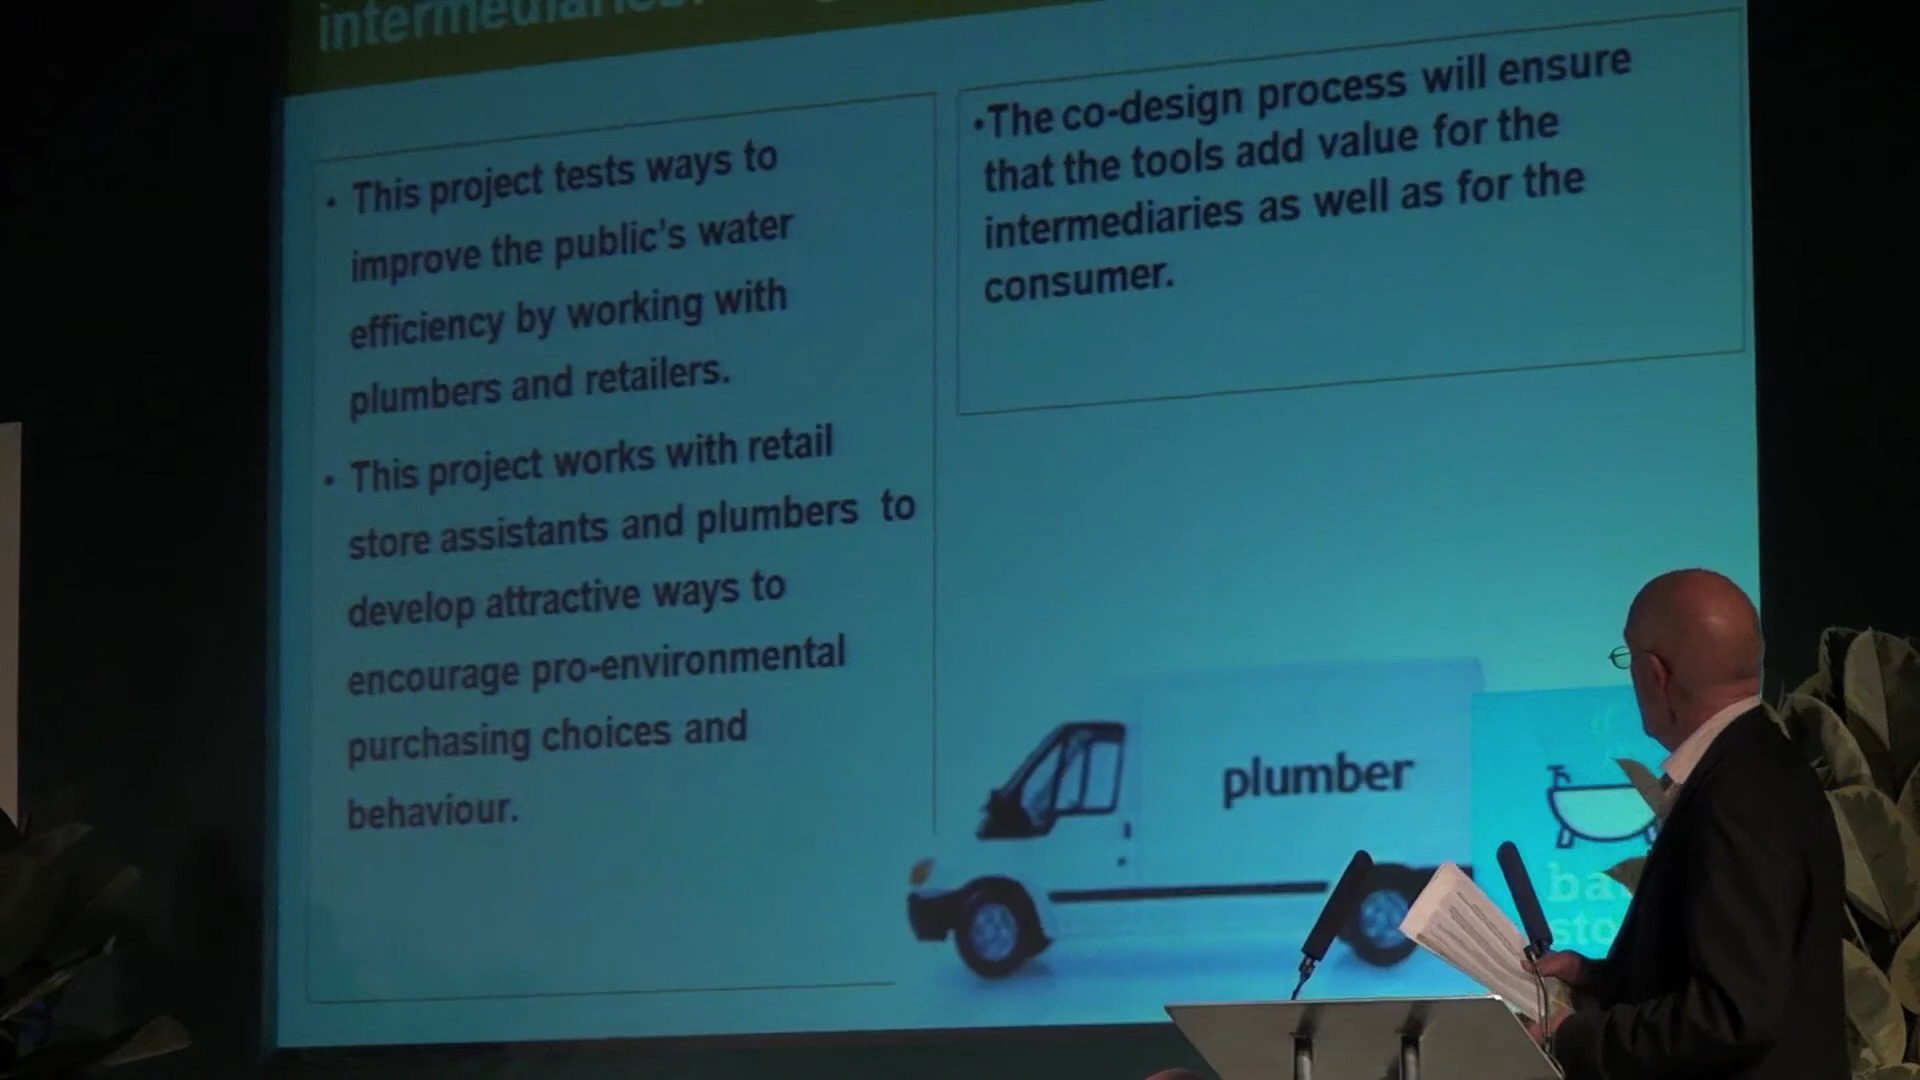 intermediaries:
• This project tests ways to
improve the public's water
efficiency by working with
plumbers and retailers.
• This project works with retail
store assistants and plumbers to
develop attractive ways to
encourage pro-environmental
purchasing choices and
behaviour.
•The co-design process will ensure
that the tools add value for the
intermediaries as well as for the
consumer.
plumber
ba
sto